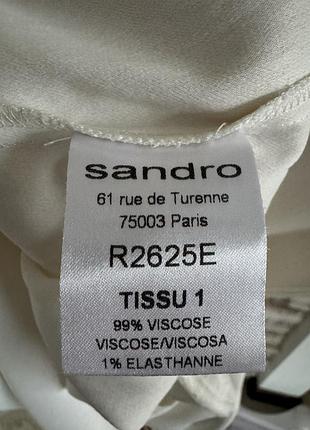 sandro
61 rue de Turenne
75003 Paris
R2625E
TISSU 1
99% VISCOSE
VISCOSE/VISCOSA
1% ELASTHANNE